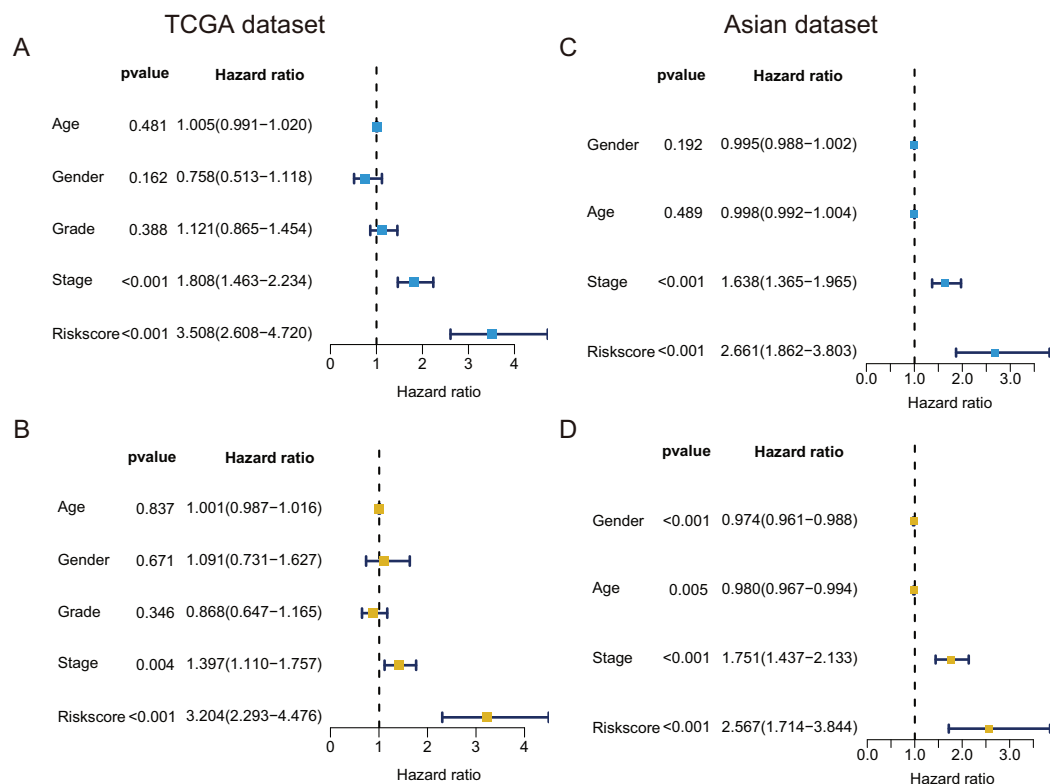 TCGA dataset
A
pvalue Hazard ratio
Age 0.481 1.005(0.991−1.020)
Gender 0.162 0.758(0.513−1.118)
Grade 0.388 1.121(0.865−1.454)
Stage <0.001 1.808(1.463−2.234)
Riskscore <0.001 3.508(2.608−4.720)
0 1 2 3 4
Hazard ratio
B
pvalue Hazard ratio
Age 0.837 1.001(0.987−1.016)
Gender 0.671 1.091(0.731−1.627)
Grade 0.346 0.868(0.647−1.165)
Stage 0.004 1.397(1.110−1.757)
Riskscore <0.001 3.204(2.293−4.476)
0 1 2 3 4
Hazard ratio
Asian dataset
C
pvalue Hazard ratio
Gender 0.192 0.995(0.988−1.002)
Age 0.489 0.998(0.992−1.004)
Stage <0.001 1.638(1.365−1.965)
Riskscore <0.001 2.661(1.862−3.803)
0.0 1.0 2.0 3.0
Hazard ratio
D
pvalue Hazard ratio
Gender <0.001 0.974(0.961−0.988)
Age 0.005 0.980(0.967−0.994)
Stage <0.001 1.751(1.437−2.133)
Riskscore <0.001 2.567(1.714−3.844)
0.0 1.0 2.0 3.0
Hazard ratio